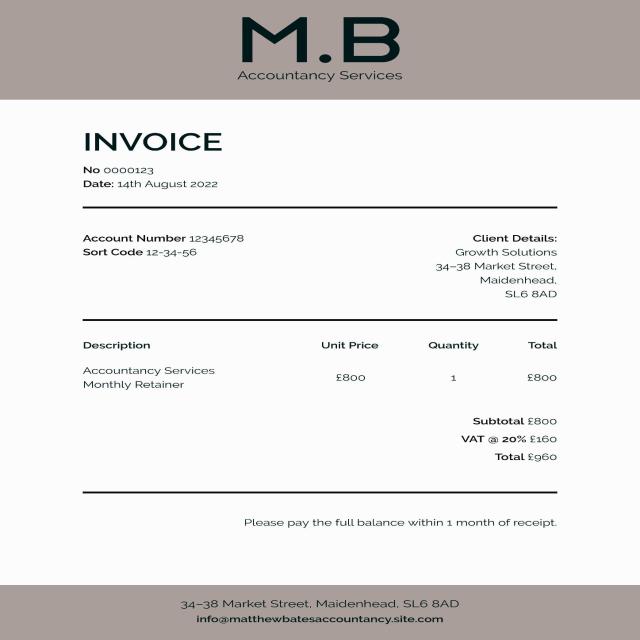 M.B
Accountancy Services
INVOICE
No 0000123
Date: 14th August 2022
Account Number 12345678
Sort Code 12-34-56
Client Details:
Growth Solutions
34–38 Market Street,
Maidenhead,
SL6 8AD
Description Unit Price Quantity Total
Accountancy Services
Monthly Retainer
£800 1 £800
Subtotal £800
VAT @ 20% £160
Total £960
Please pay the full balance within 1 month of receipt.
34–38 Market Street, Maidenhead, SL6 8AD
info@matthewbatesaccountancy.site.com